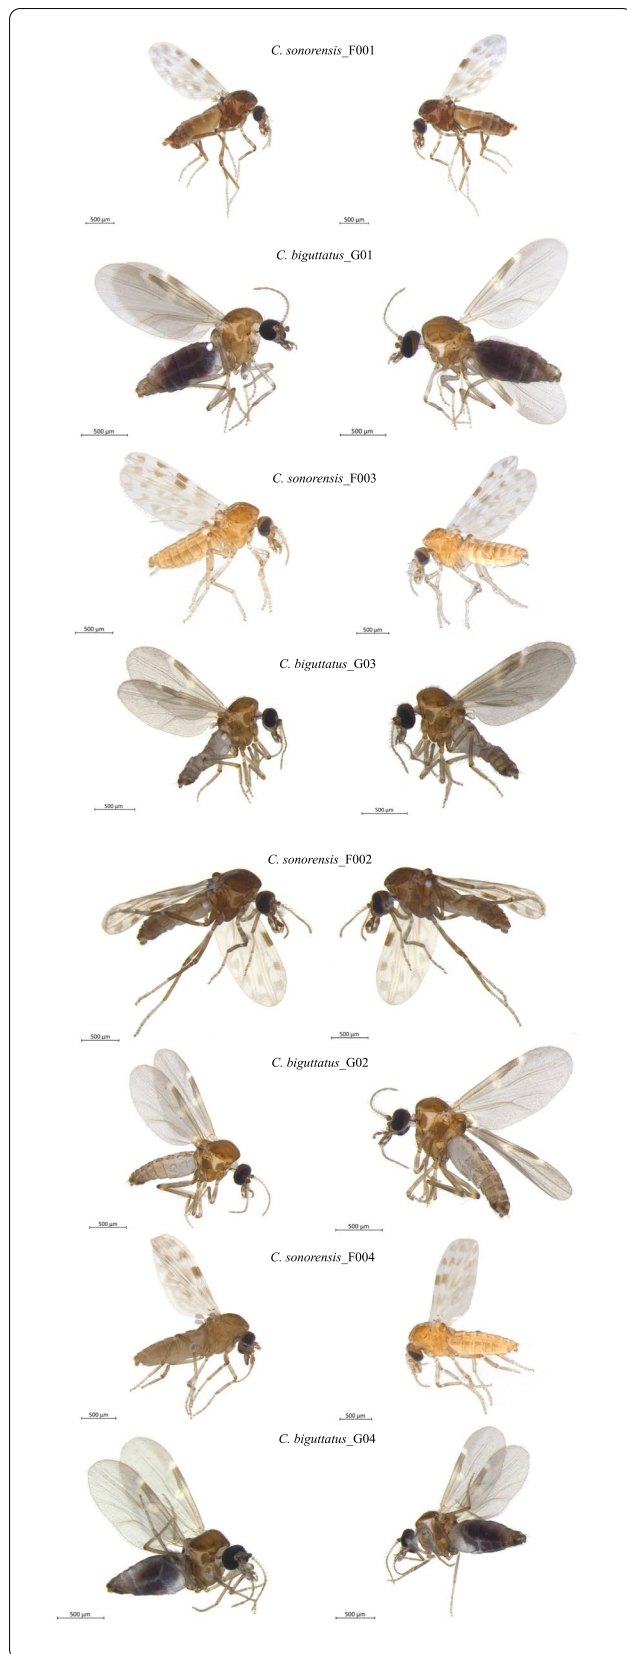 C. sonorensis_F001
500 µm
500 µm
C. biguttatus_G01
500 µm
500 µm
C. sonorensis_F003
500 µm
500 µm
C. biguttatus_G03
500 µm
500 µm
C. sonorensis_F002
500 µm
500 µm
C. biguttatus_G02
500 µm
500 µm
C. sonorensis_F004
500 µm
500 µm
C. biguttatus_G04
500 µm
500 µm